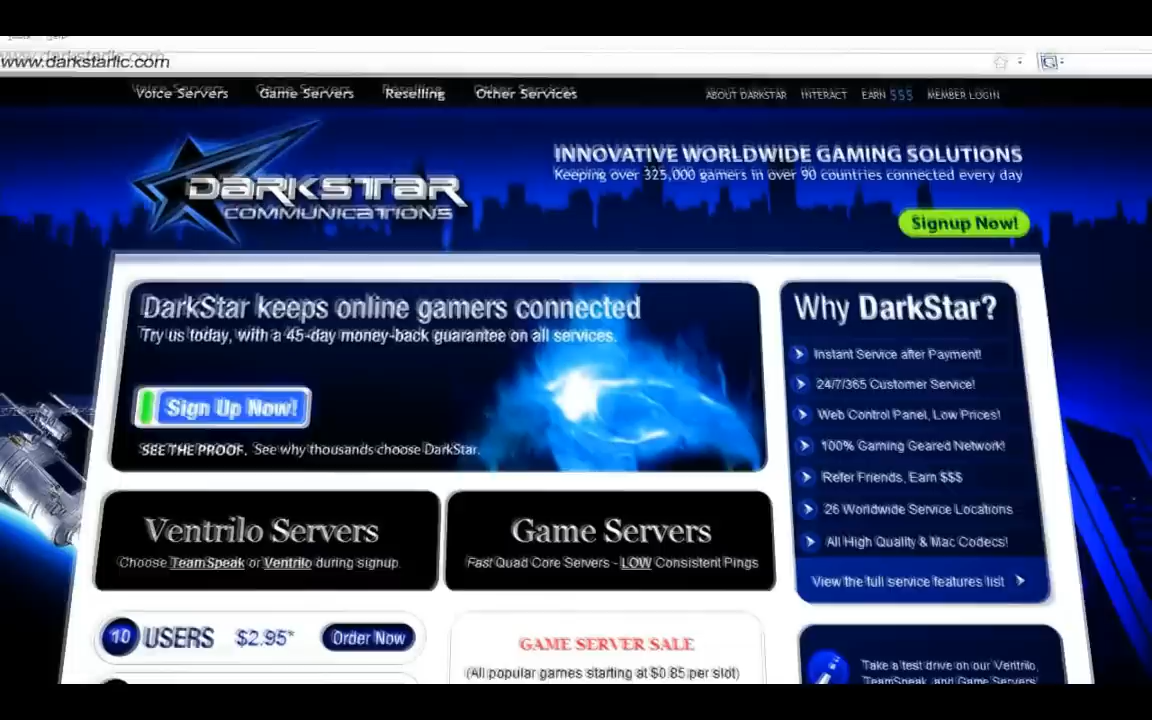 www.darkstarllc.com
Voice Servers Game Servers Reselling Other Services ABOUT DARKSTAR INTERACT EARN $$$ MEMBER LOGIN
DARKSTAR
COMMUNICATIONS
INNOVATIVE WORLDWIDE GAMING SOLUTIONS
Keeping over 325,000 gamers in over 90 countries connected every day
Signup Now!
DarkStar keeps online gamers connected
Try us today, with a 45-day money-back guarantee on all services.
Sign Up Now!
SEE THE PROOF. See why thousands choose DarkStar.
Why DarkStar?
Instant Service after Payment!
24/7/365 Customer Service!
Web Control Panel, Low Prices!
100% Gaming Geared Network!
Refer Friends, Earn $$$
26 Worldwide Service Locations
All High Quality & Mac Codecs!
View the full service features list
Ventrilo Servers
Choose TeamSpeak or Ventrilo during signup.
Game Servers
Fast Quad Core Servers - LOW Consistent Pings
10 USERS $2.95* Order Now
GAME SERVER SALE
(All popular games starting at $0.85 per slot)
Take a test drive on our Ventrilo,
TeamSpeak, and Game Servers